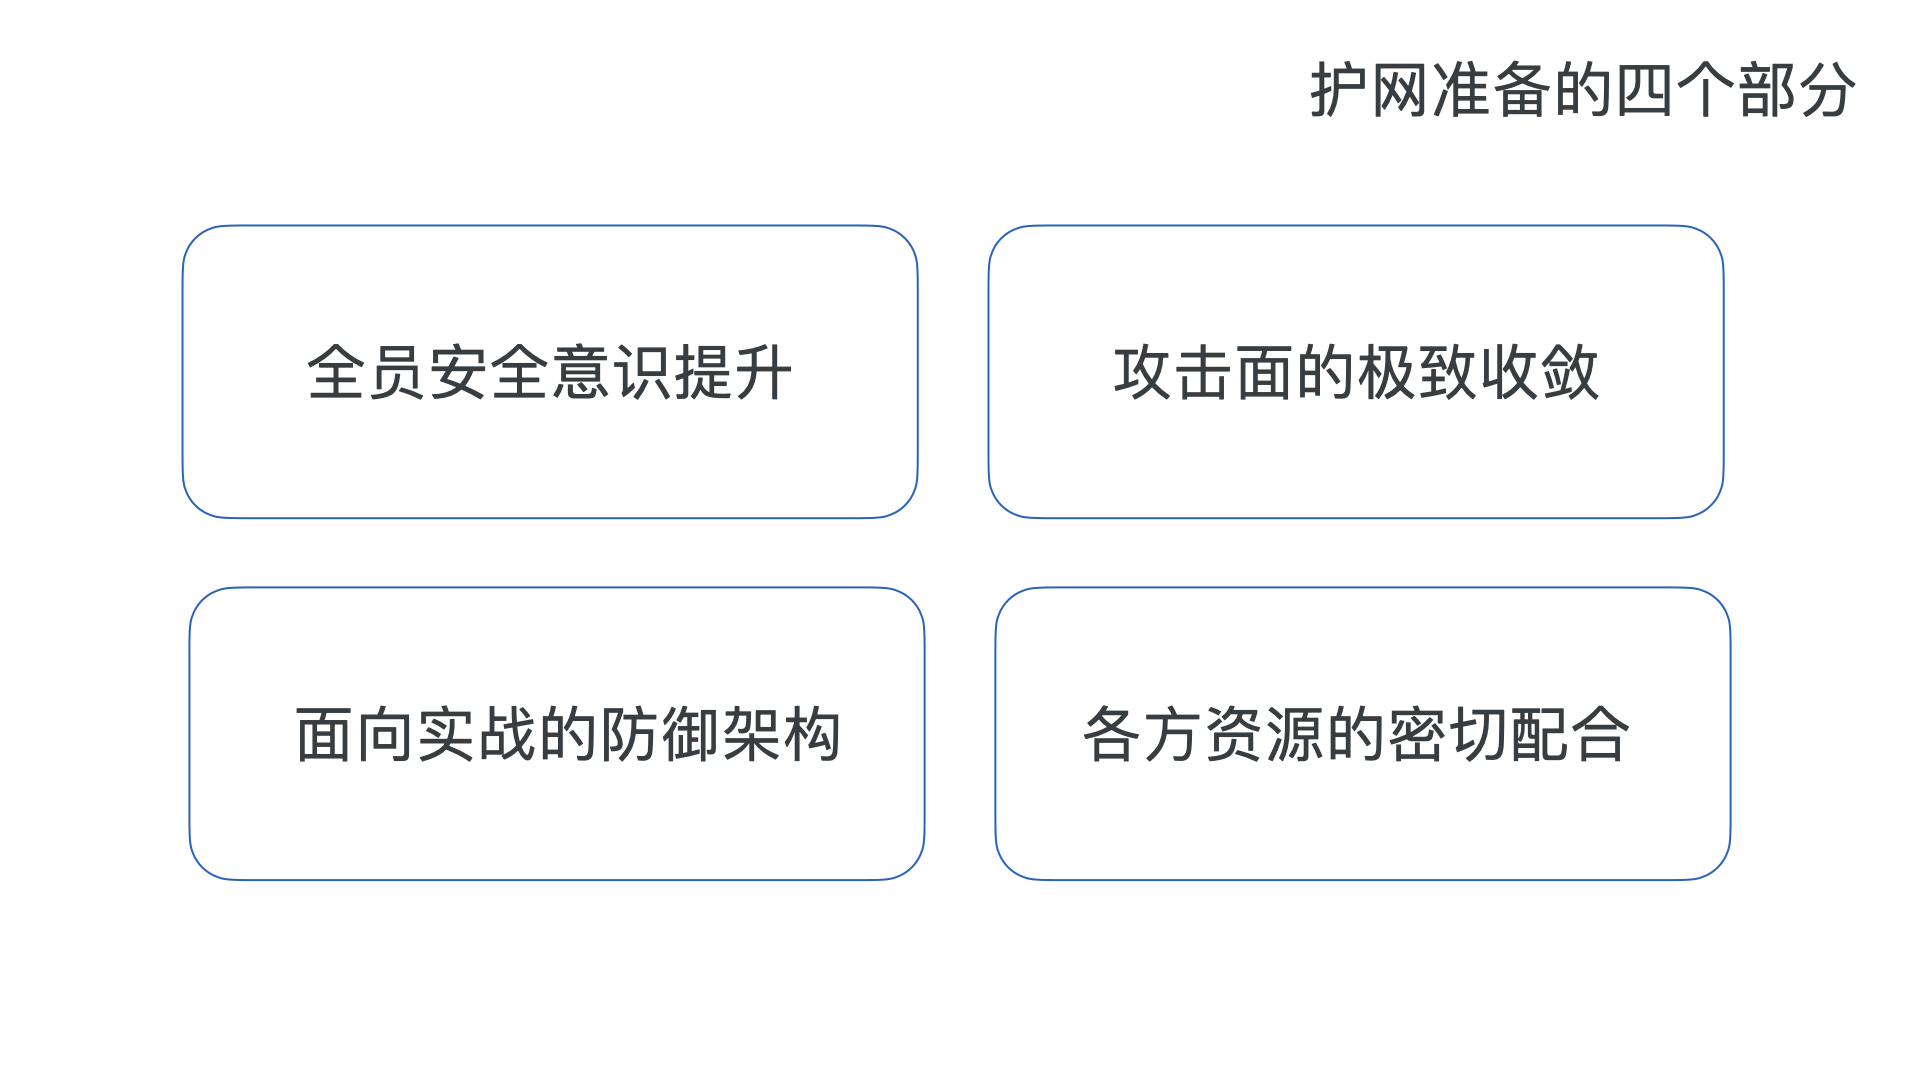 护网准备的四个部分
全员安全意识提升
攻击面的极致收敛
面向实战的防御架构
各方资源的密切配合